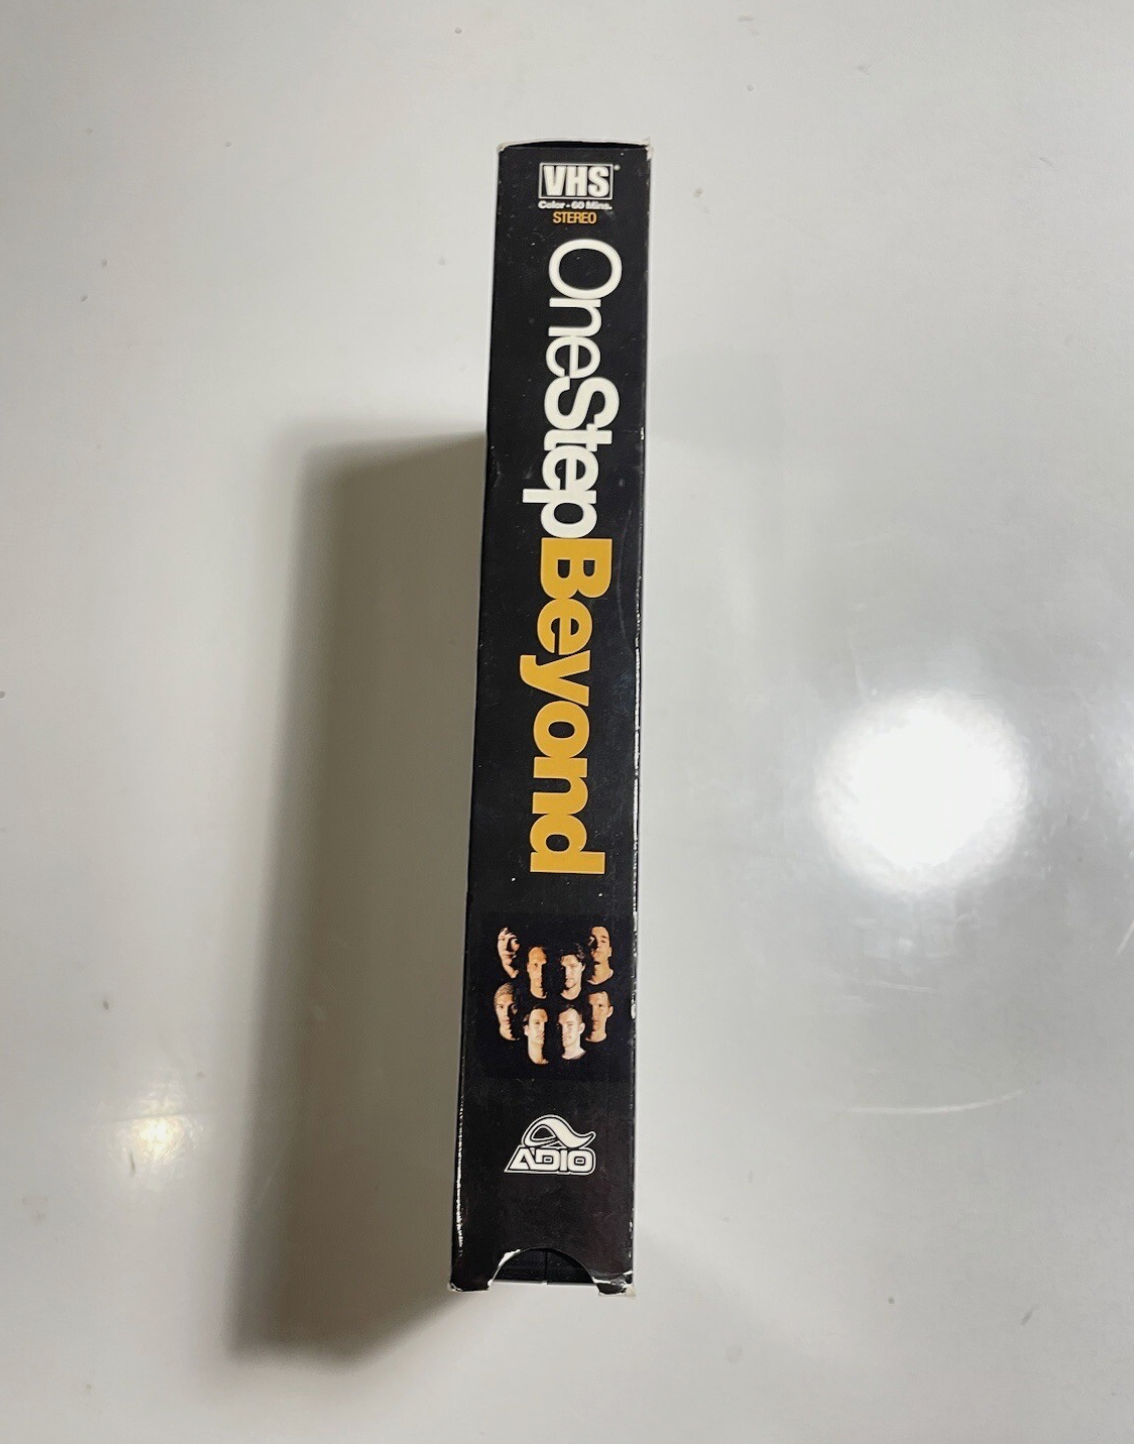 VHS
Color - 60 Mins.
STEREO
OneStepBeyond
ADIO